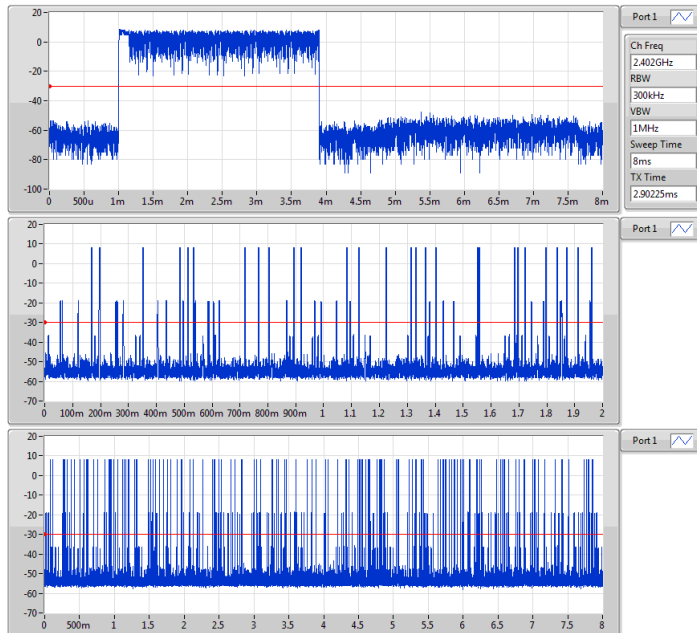 20
0
-20
-40
-60
-80
-100
0 500u 1m 1.5m 2m 2.5m 3m 3.5m 4m 4.5m 5m 5.5m 6m 6.5m 7m 7.5m 8m
Port 1
Ch Freq
2.402GHz
RBW
300kHz
VBW
1MHz
Sweep Time
8ms
TX Time
2.90225ms
20
10
0
-10
-20
-30
-40
-50
-60
-70
0 100m 200m 300m 400m 500m 600m 700m 800m 900m 1 1.1 1.2 1.3 1.4 1.5 1.6 1.7 1.8 1.9 2
Port 1
20
10
0
-10
-20
-30
-40
-50
-60
-70
0 500m 1 1.5 2 2.5 3 3.5 4 4.5 5 5.5 6 6.5 7 7.5 8
Port 1